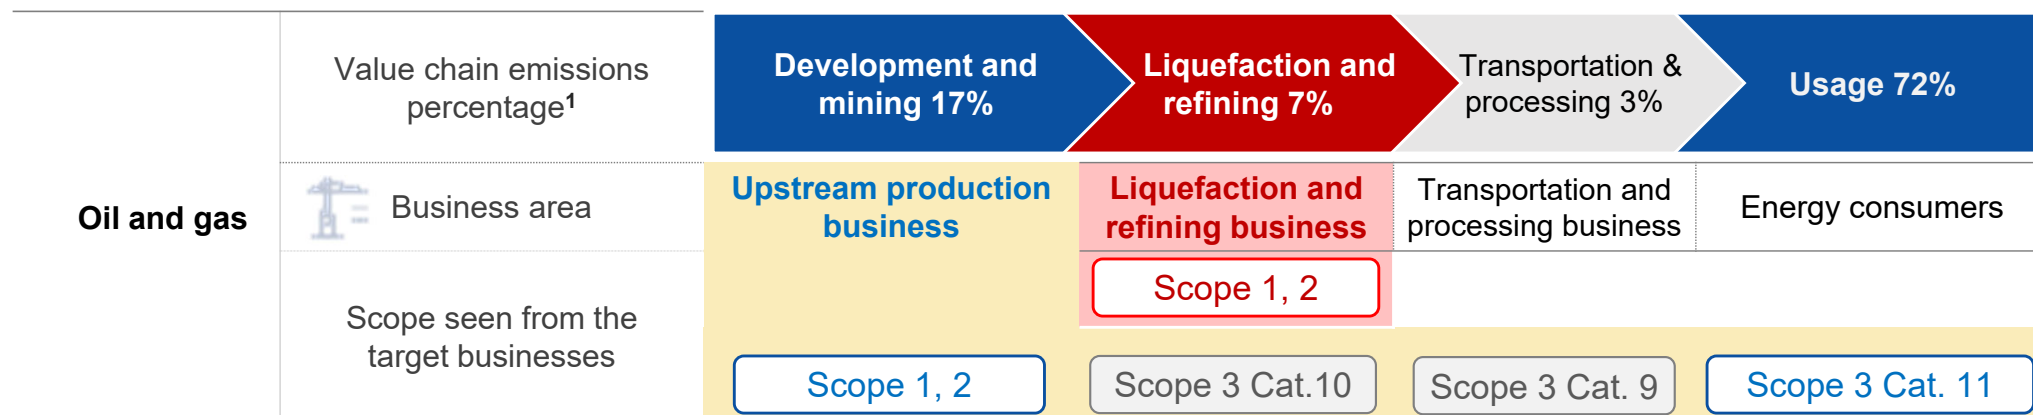 Oil and gas
Value chain emissions
percentage¹
Development and
mining 17%
Liquefaction and
refining 7%
Transportation &
processing 3%
Usage 72%
Business area
Upstream production
business
Liquefaction and
refining business
Transportation and
processing business
Energy consumers
Scope seen from the
target businesses
Scope 1, 2
Scope 1, 2
Scope 3 Cat.10
Scope 3 Cat. 9
Scope 3 Cat. 11